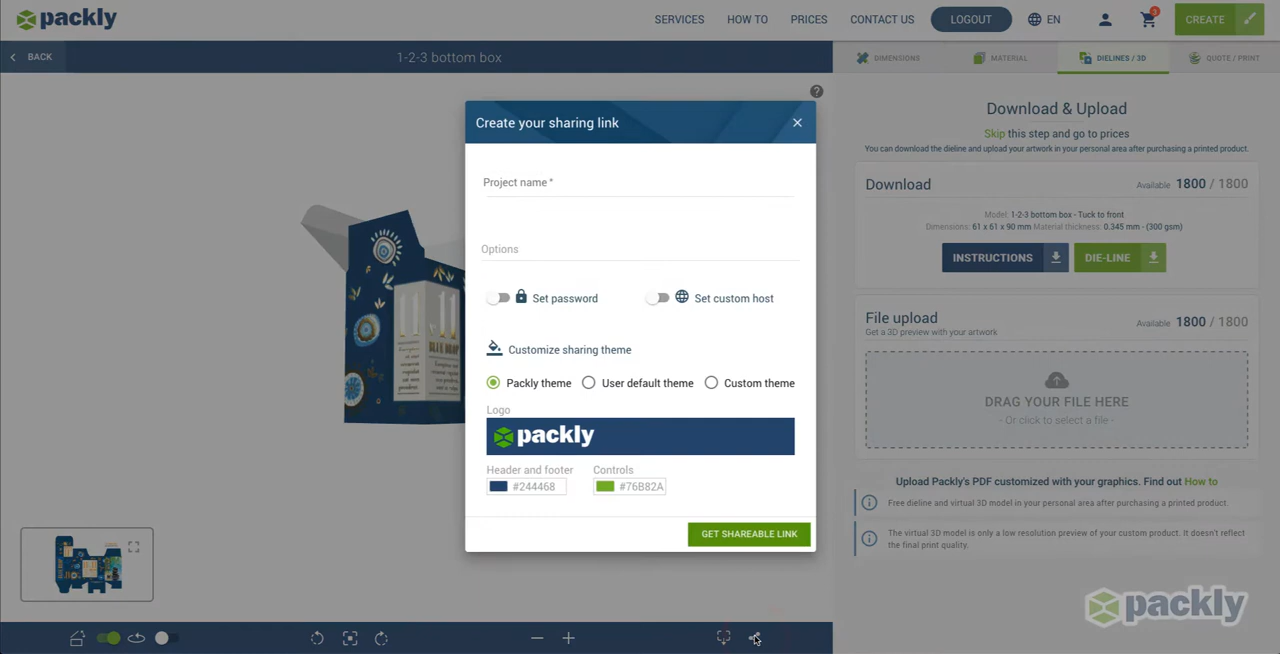 packly
SERVICES
HOW TO
PRICES
CONTACT US
LOGOUT
EN
3
CREATE
BACK
1-2-3 bottom box
DIMENSIONS
MATERIAL
DIELINES / 3D
QUOTE / PRINT
?
Create your sharing link
Project name *
Options
Set password
Set custom host
Customize sharing theme
Packly theme
User default theme
Custom theme
Logo
packly
Header and footer
Controls
#244468
#76B82A
GET SHAREABLE LINK
Download & Upload
Skip this step and go to prices
You can download the dieline and upload your artwork in your personal area after purchasing a printed product.
Download
Available 1800 / 1800
Model: 1-2-3 bottom box - Tuck to front
Dimensions: 61 x 61 x 90 mm Material thickness: 0.345 mm - (300 gsm)
INSTRUCTIONS
DIE-LINE
File upload
Get a 3D preview with your artwork
Available 1800 / 1800
DRAG YOUR FILE HERE
- Or click to select a file -
Upload Packly's PDF customized with your graphics. Find out How to
Free dieline and virtual 3D model in your personal area after purchasing a printed product.
The virtual 3D model is only a low resolution preview of your custom product. It doesn't reflect
the final print quality.
packly